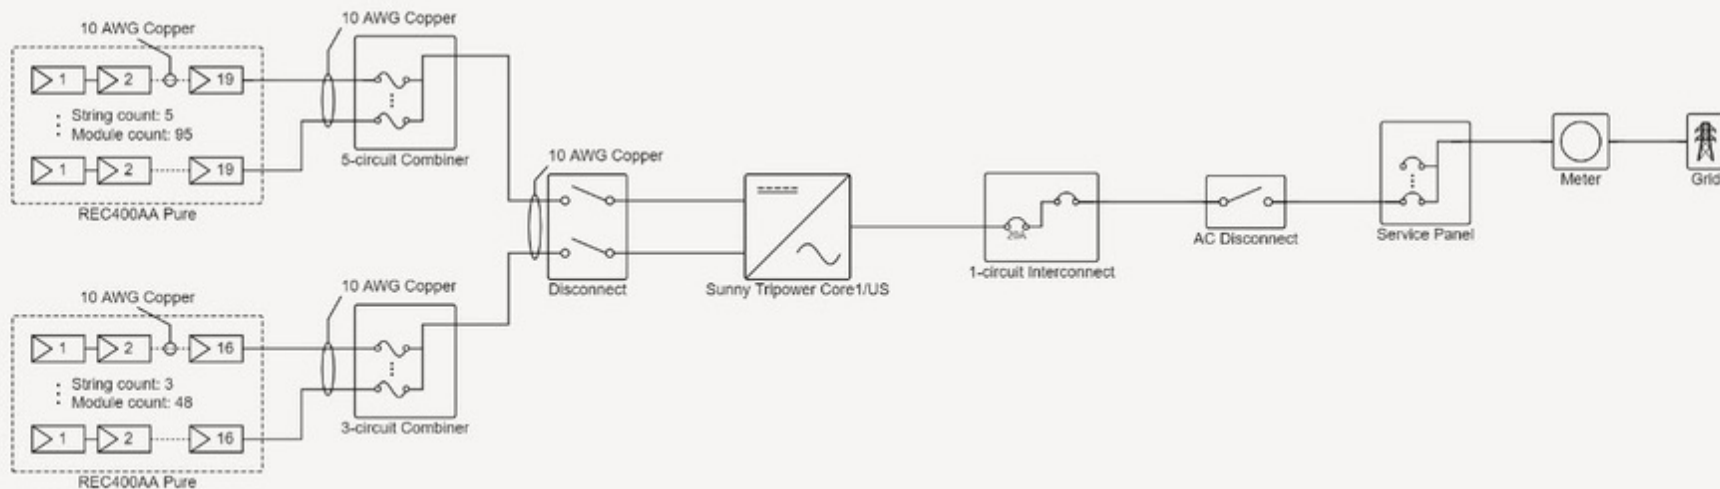 10 AWG Copper
10 AWG Copper
1 2 19
String count: 5
Module count: 95
1 2 19
REC400AA Pure
5-circuit Combiner
10 AWG Copper
10 AWG Copper
10 AWG Copper
1 2 16
String count: 3
Module count: 48
1 2 16
REC400AA Pure
3-circuit Combiner
Disconnect
Sunny Tripower Core1/US
20A
1-circuit Interconnect
AC Disconnect
Service Panel
Meter
Grid